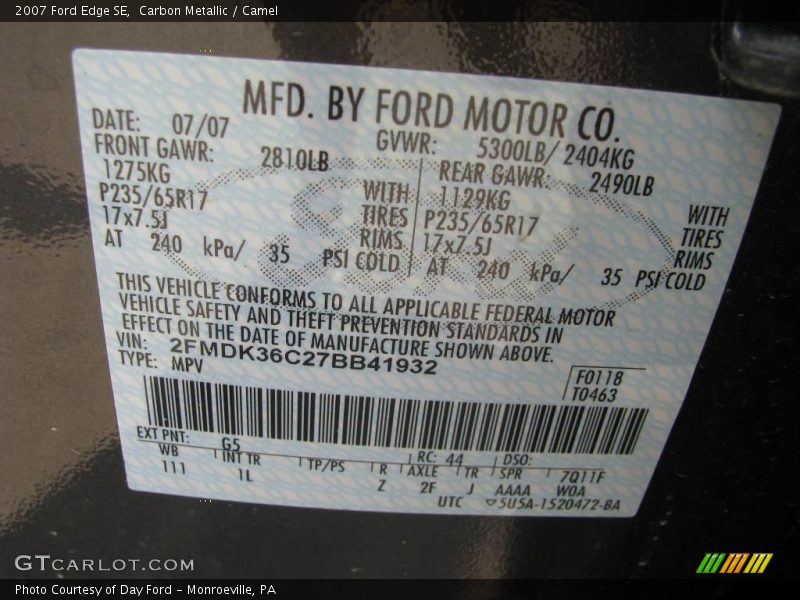 2007 Ford Edge SE, Carbon Metallic / Camel
MFD. BY FORD MOTOR CO.
DATE: 07/07
GVWR: 5300LB/ 2404KG
FRONT GAWR: 2810LB
REAR GAWR: 2490LB
1275KG
1129KG
P235/65R17 WITH TIRES
P235/65R17 WITH TIRES
17x7.5J RIMS
17x7.5J RIMS
AT 240 kPa/ 35 PSI COLD
AT 240 kPa/ 35 PSI COLD
THIS VEHICLE CONFORMS TO ALL APPLICABLE FEDERAL MOTOR
VEHICLE SAFETY AND THEFT PREVENTION STANDARDS IN
EFFECT ON THE DATE OF MANUFACTURE SHOWN ABOVE.
VIN: 2FMDK36C27BB41932
TYPE: MPV
F0118
T0463
EXT PNT: G5 RC: 44 DSO:
WB INT TR TP/PS R AXLE TR SPR 7Q11F
111 1L Z 2F J AAAA W0A
UTC ▽5U5A-1520472-BA
GTCARLOT.COM
Photo Courtesy of Day Ford - Monroeville, PA